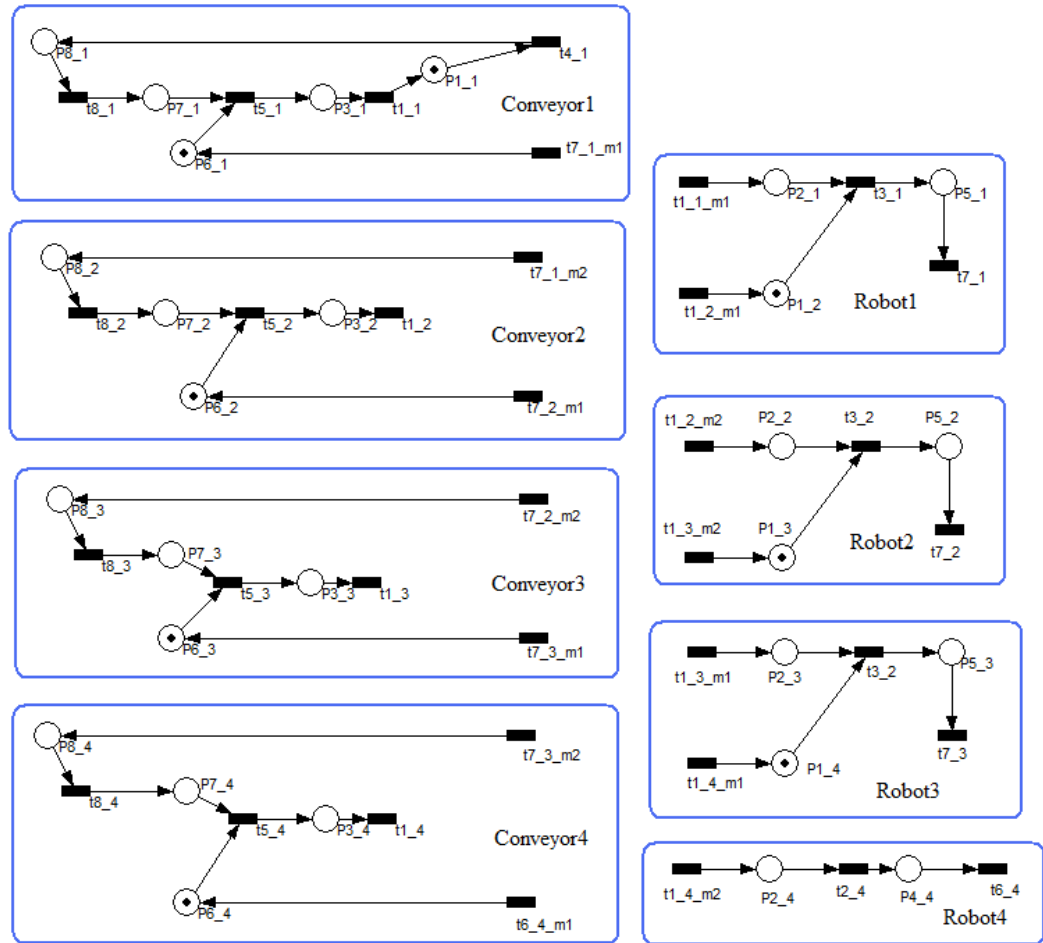 P8_1
t4_1
P1_1
t8_1
P7_1
t5_1
P3_1
t1_1
Conveyor1
P6_1
t7_1_m1
P8_2
t7_1_m2
t8_2
P7_2
t5_2
P3_2
t1_2
Conveyor2
P6_2
t7_2_m1
P8_3
t7_2_m2
t8_3
P7_3
t5_3
P3_3
t1_3
Conveyor3
P6_3
t7_3_m1
P8_4
t7_3_m2
t8_4
P7_4
t5_4
P3_4
t1_4
Conveyor4
P6_4
t6_4_m1
t1_1_m1
P2_1
t3_1
P5_1
t7_1
t1_2_m1
P1_2
Robot1
t1_2_m2
P2_2
t3_2
P5_2
t1_3_m2
P1_3
t7_2
Robot2
t1_3_m1
P2_3
t3_2
P5_3
t7_3
t1_4_m1
P1_4
Robot3
t1_4_m2
P2_4
t2_4
P4_4
t6_4
Robot4